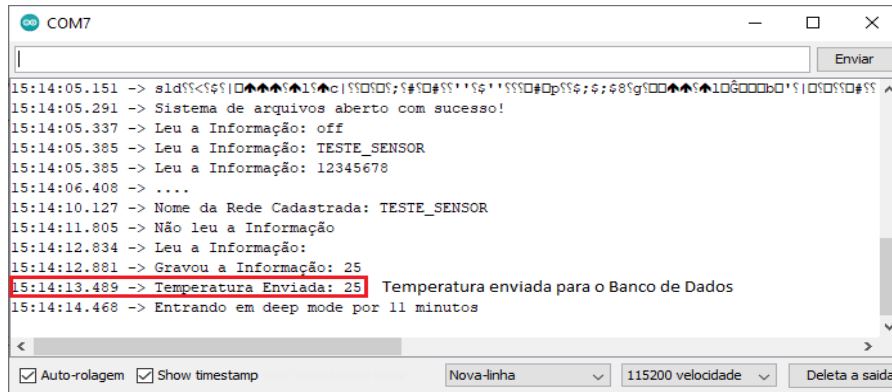 COM7
Enviar
15:14:05.151 ->
15:14:05.291 -> Sistema de arquivos aberto com sucesso!
15:14:05.337 -> Leu a Informação: off
15:14:05.385 -> Leu a Informação: TESTE_SENSOR
15:14:05.385 -> Leu a Informação: 12345678
15:14:06.408 -> ....
15:14:10.127 -> Nome da Rede Cadastrada: TESTE_SENSOR
15:14:11.805 -> Não leu a Informação
15:14:12.834 -> Leu a Informação:
15:14:12.881 -> Gravou a Informação: 25
15:14:13.489 -> Temperatura Enviada: 25 Temperatura enviada para o Banco de Dados
15:14:14.468 -> Entrando em deep mode por 11 minutos
Auto-rolagem Show timestamp Nova-linha 115200 velocidade Deleta a saida